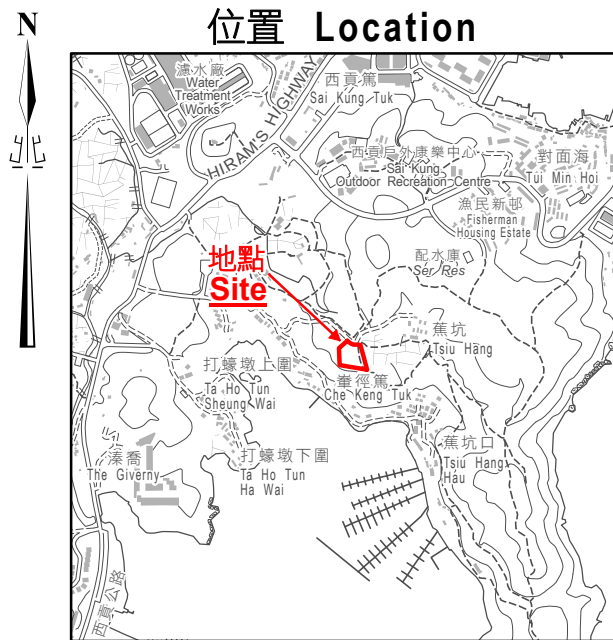 位置 Location
N
濾水廠
Water
Treatment
Works
西貢篤
Sai Kung Tuk
HIRAM'S HIGHWAY
西貢戶外康樂中心
Sai Kung
Outdoor Recreation Centre
對面海
Tui Min Hoi
漁民新邨
Fisherman
Housing Estate
配水庫
Ser Res
地點
Site
蕉坑
Tsiu Hang
輋徑篤
Che Keng Tuk
打蠔墩上圍
Ta Ho Tun
Sheung Wai
打蠔墩下圍
Ta Ho Tun
Ha Wai
溱喬
The Giverny
蕉坑口
Tsiu Hang
Hau
西貢公路